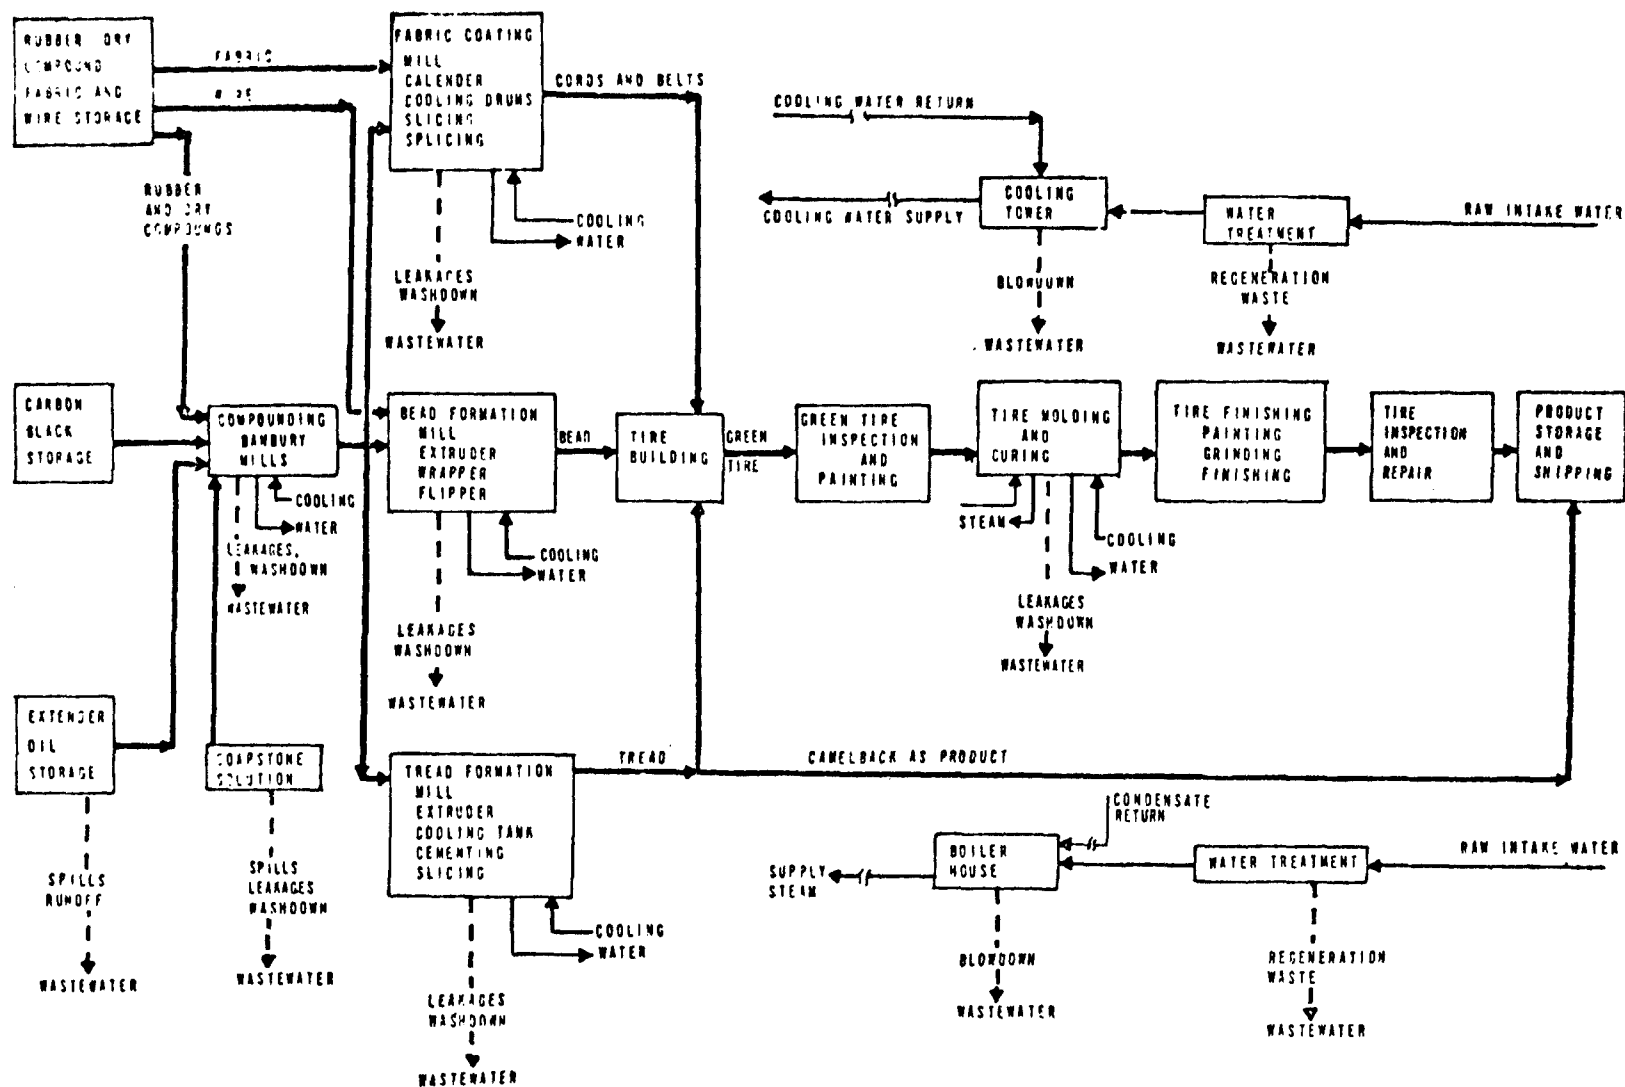 RUBBER DRY
COMPOUND
FABRIC AND
WIRE STORAGE
FABRIC
WIRE
RUBBER
AND DRY
COMPOUNDS
FABRIC COATING
MILL
CALENDER
COOLING DRUMS
SLICING
SPLICING
CORDS AND BELTS
COOLING
WATER
LEAKAGES
WASHDOWN
WASTEWATER
COOLING WATER RETURN
COOLING
TOWER
COOLING WATER SUPPLY
WATER
TREATMENT
RAW INTAKE WATER
BLOWDOWN
WASTEWATER
REGENERATION
WASTE
WASTEWATER
CARBON
BLACK
STORAGE
COMPOUNDING
BANBURY
MILLS
COOLING
WATER
LEAKAGES,
WASHDOWN
WASTEWATER
BEAD FORMATION
MILL
EXTRUDER
WRAPPER
FLIPPER
BEAD
COOLING
WATER
LEAKAGES
WASHDOWN
WASTEWATER
TIRE
BUILDING
GREEN
TIRE
GREEN TIRE
INSPECTION
AND
PAINTING
TIRE MOLDING
AND
CURING
STEAM
COOLING
WATER
LEAKAGES
WASHDOWN
WASTEWATER
TIRE FINISHING
PAINTING
GRINDING
FINISHING
TIRE
INSPECTION
AND
REPAIR
PRODUCT
STORAGE
AND
SHIPPING
EXTENDER
OIL
STORAGE
SPILLS
RUNOFF
WASTEWATER
SOAPSTONE
SOLUTION
SPILLS
LEAKAGES
WASHDOWN
WASTEWATER
TREAD FORMATION
MILL
EXTRUDER
COOLING TANK
CEMENTING
SLICING
TREAD
CAMELBACK AS PRODUCT
COOLING
WATER
LEAKAGES
WASHDOWN
WASTEWATER
CONDENSATE
RETURN
BOILER
HOUSE
SUPPLY
STEAM
WATER TREATMENT
RAW INTAKE WATER
BLOWDOWN
WASTEWATER
REGENERATION
WASTE
WASTEWATER